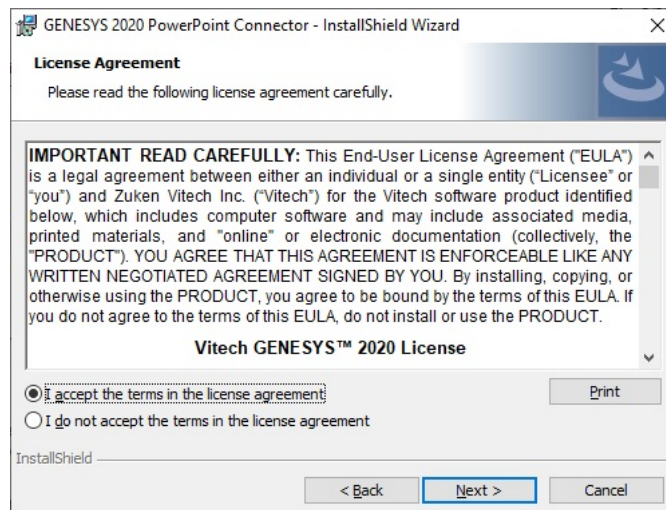 GENESYS 2020 PowerPoint Connector - InstallShield Wizard
License Agreement
Please read the following license agreement carefully.
IMPORTANT READ CAREFULLY: This End-User License Agreement ("EULA")
is a legal agreement between either an individual or a single entity (“Licensee” or
“you”) and Zuken Vitech Inc. (“Vitech”) for the Vitech software product identified
below, which includes computer software and may include associated media,
printed materials, and "online" or electronic documentation (collectively, the
"PRODUCT"). YOU AGREE THAT THIS AGREEMENT IS ENFORCEABLE LIKE ANY
WRITTEN NEGOTIATED AGREEMENT SIGNED BY YOU. By installing, copying, or
otherwise using the PRODUCT, you agree to be bound by the terms of this EULA. If
you do not agree to the terms of this EULA, do not install or use the PRODUCT.
Vitech GENESYS™ 2020 License
I accept the terms in the license agreement
Print
I do not accept the terms in the license agreement
InstallShield
< Back
Next >
Cancel